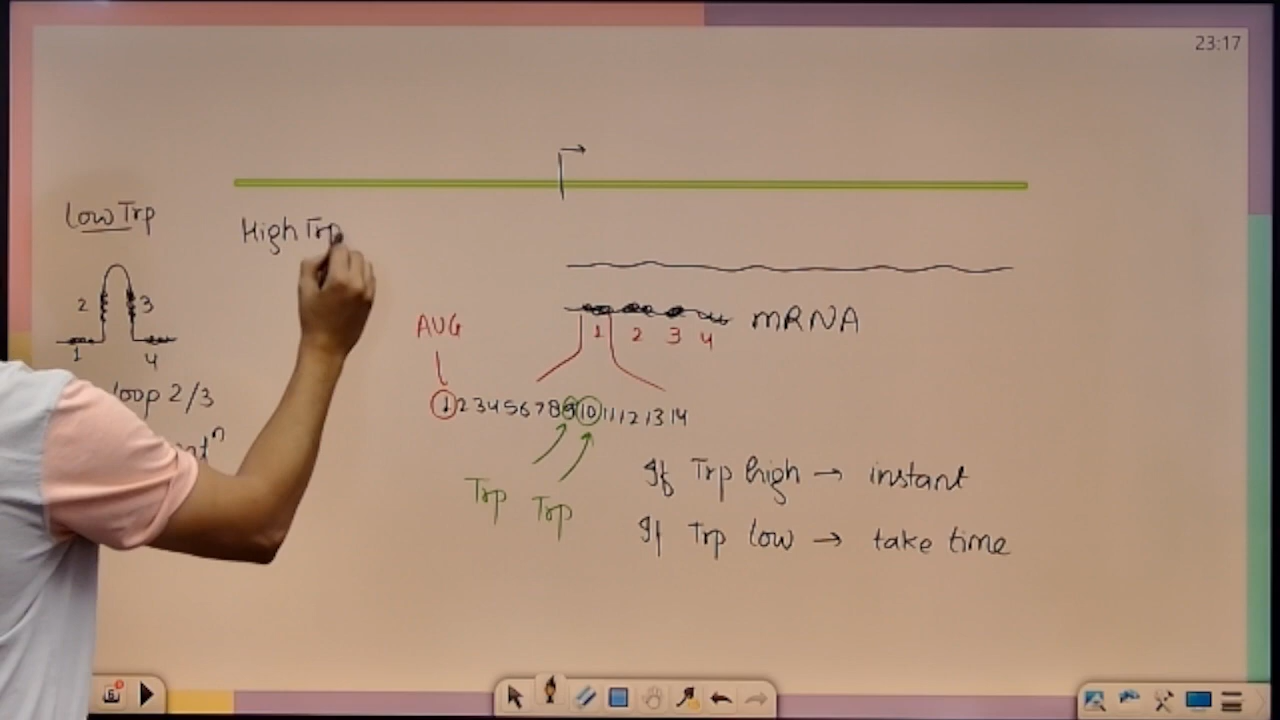 23:17
Low Trp
High Trp
2 3
1 4
loop 2/3
mRNA
1 2 3 4
AUG
1 2 3 4 5 6 7 8 9 10 11 12 13 14
Trp Trp
If Trp high → instant
If Trp low → take time